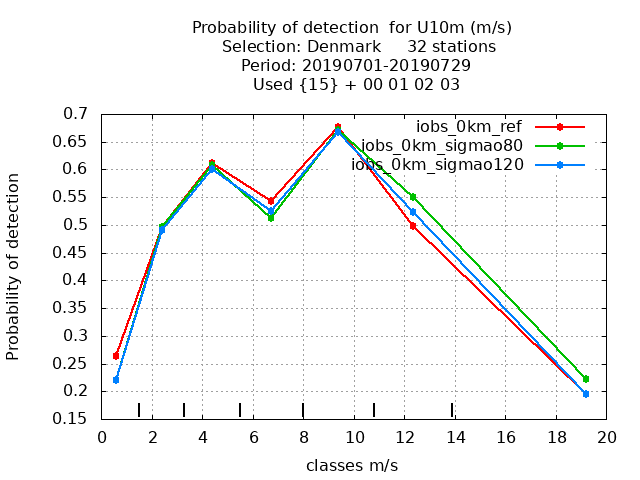 Probability of detection  for U10m (m/s)
Selection: Denmark     32 stations
Period: 20190701-20190729
Used {15} + 00 01 02 03
Probability of detection
0.7
0.65
0.6
0.55
0.5
0.45
0.4
0.35
0.3
0.25
0.2
0.15
iobs_0km_ref
iobs_0km_sigmao80
iobs_0km_sigmao120
0 2 4 6 8 10 12 14 16 18 20
classes m/s